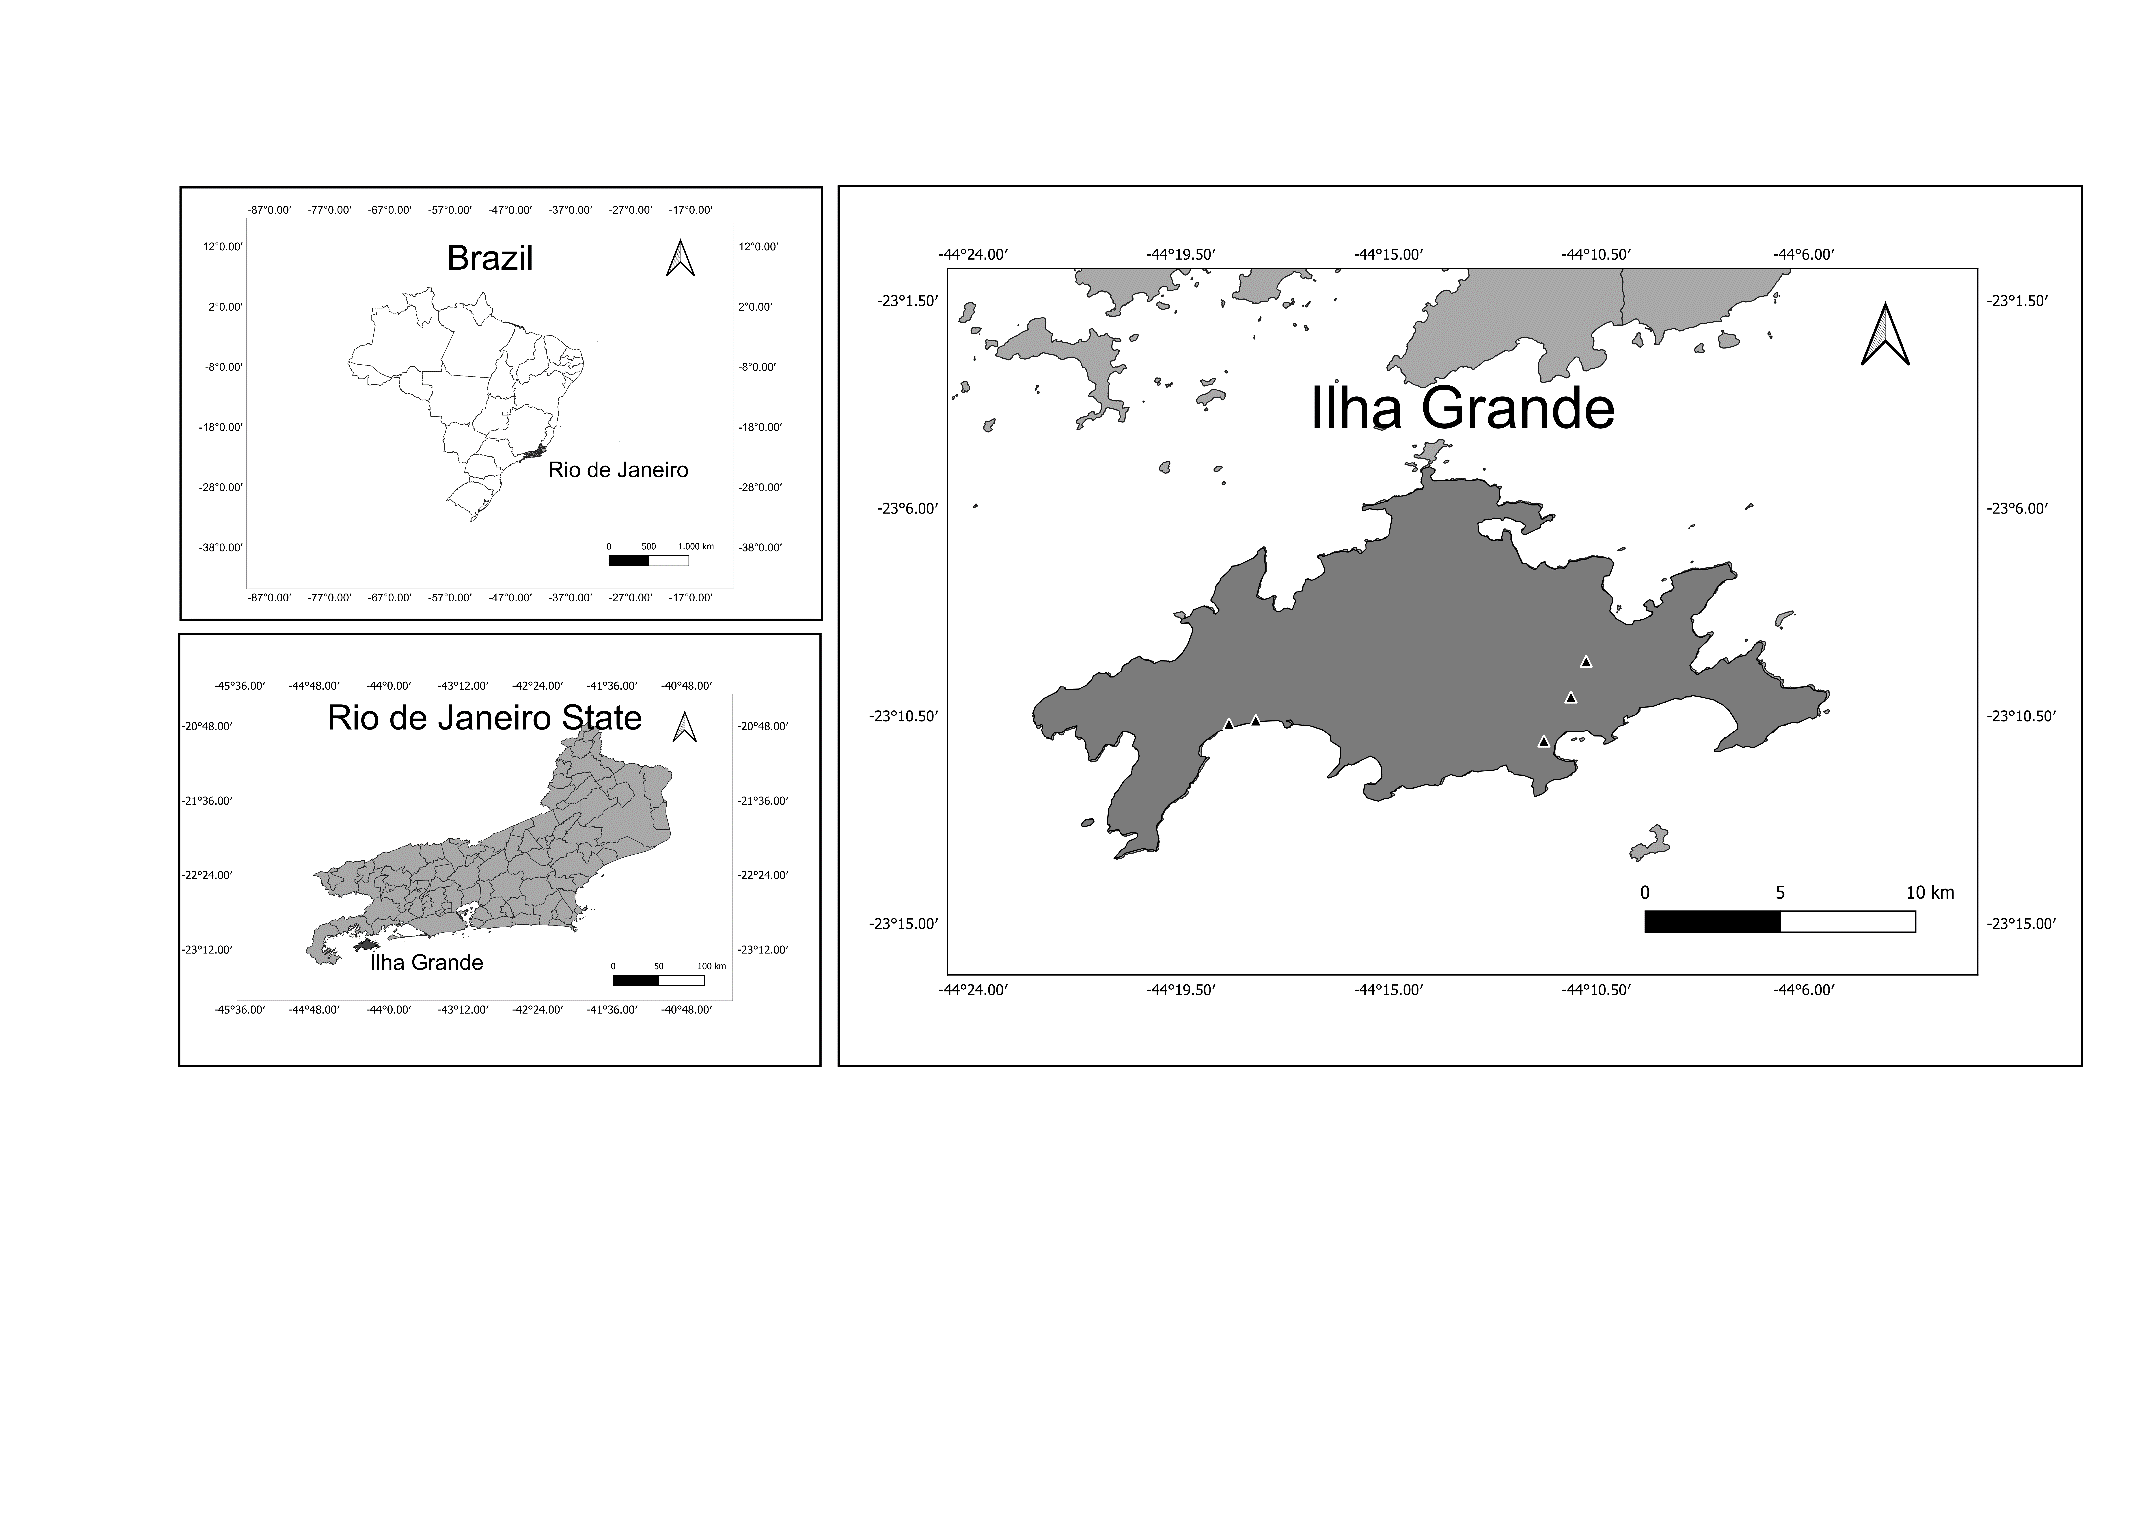 -87°0.00' -77°0.00' -67°0.00' -57°0.00' -47°0.00' -37°0.00' -27°0.00' -17°0.00'
Brazil
12°0.00' 12°0.00'
2°0.00' 2°0.00'
-8°0.00' -8°0.00'
-18°0.00' -18°0.00'
Rio de Janeiro
-28°0.00' -28°0.00'
0 500 1.000 km
-38°0.00' -38°0.00'
-87°0.00' -77°0.00' -67°0.00' -57°0.00' -47°0.00' -37°0.00' -27°0.00' -17°0.00'
-45°36.00' -44°48.00' -44°0.00' -43°12.00' -42°24.00' -41°36.00' -40°48.00'
Rio de Janeiro State
-20°48.00' -20°48.00'
-21°36.00' -21°36.00'
-22°24.00' -22°24.00'
-23°12.00' -23°12.00'
Ilha Grande
0 50 100 km
-45°36.00' -44°48.00' -44°0.00' -43°12.00' -42°24.00' -41°36.00' -40°48.00'
-44°24.00' -44°19.50' -44°15.00' -44°10.50' -44°6.00'
-23°1.50' -23°1.50'
Ilha Grande
-23°6.00' -23°6.00'
-23°10.50' -23°10.50'
0 5 10 km
-23°15.00' -23°15.00'
-44°24.00' -44°19.50' -44°15.00' -44°10.50' -44°6.00'